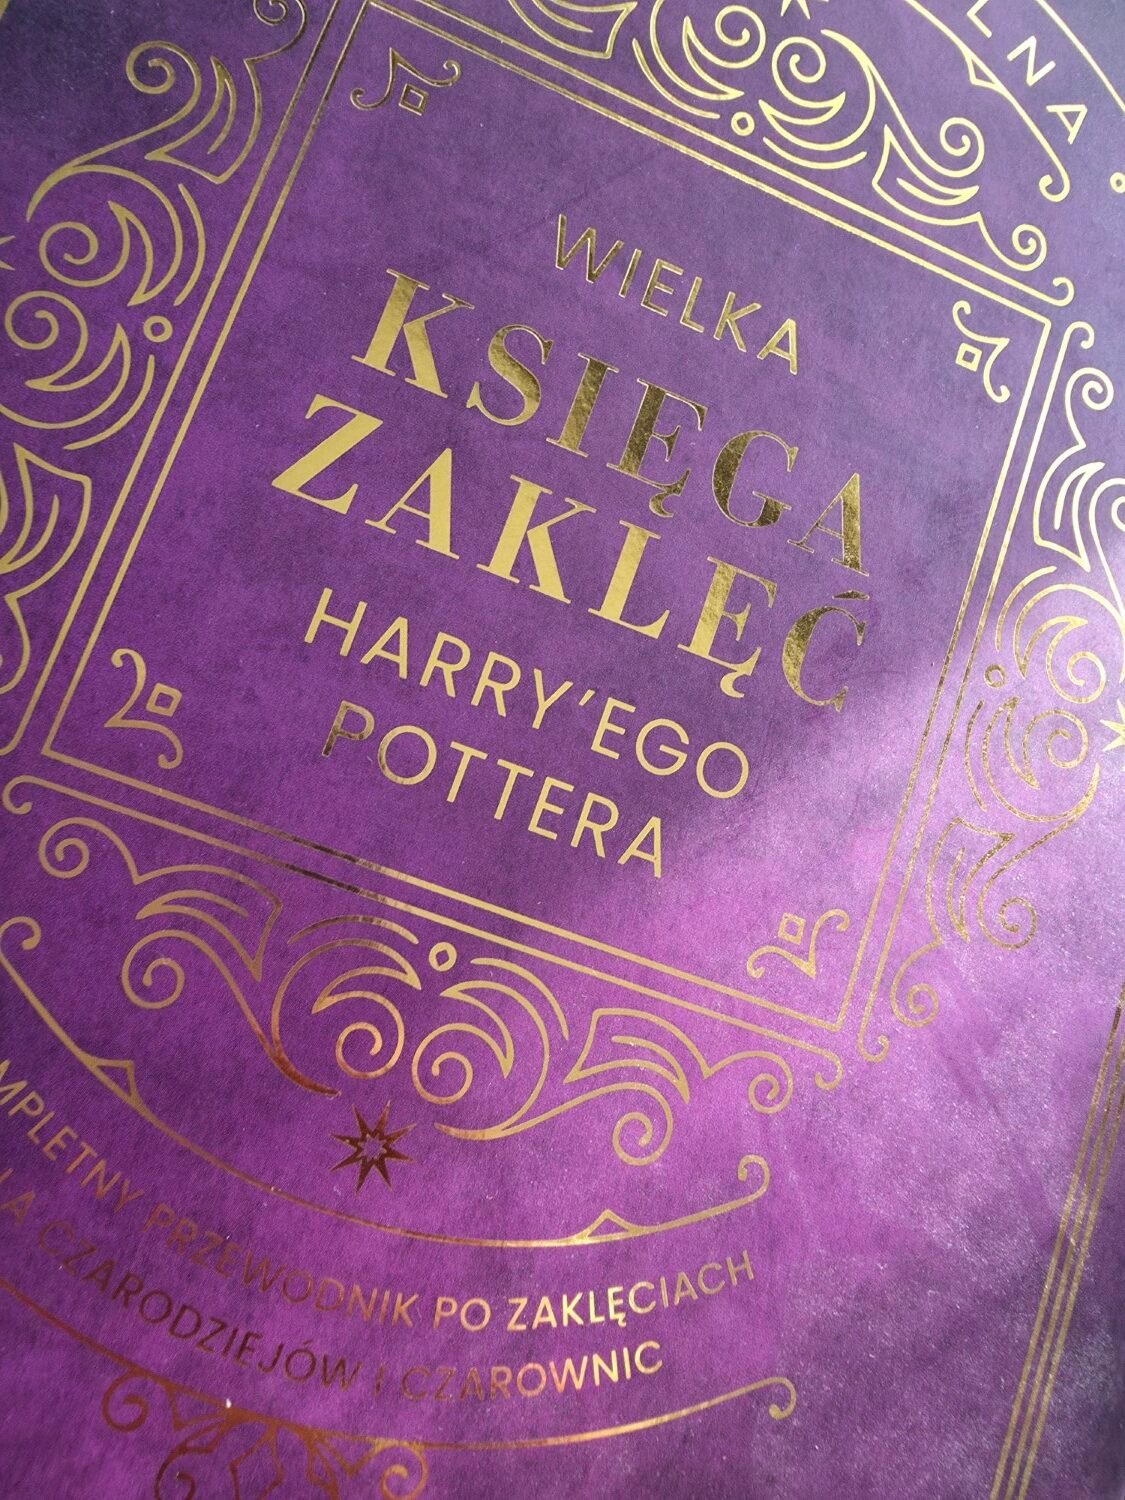 WIELKA
KSIĘGA
ZAKLĘĆ
HARRY'EGO
POTTERA
PRZEWODNIK PO ZAKLĘCIACH
CZARODZIEJÓW I CZAROWNIC